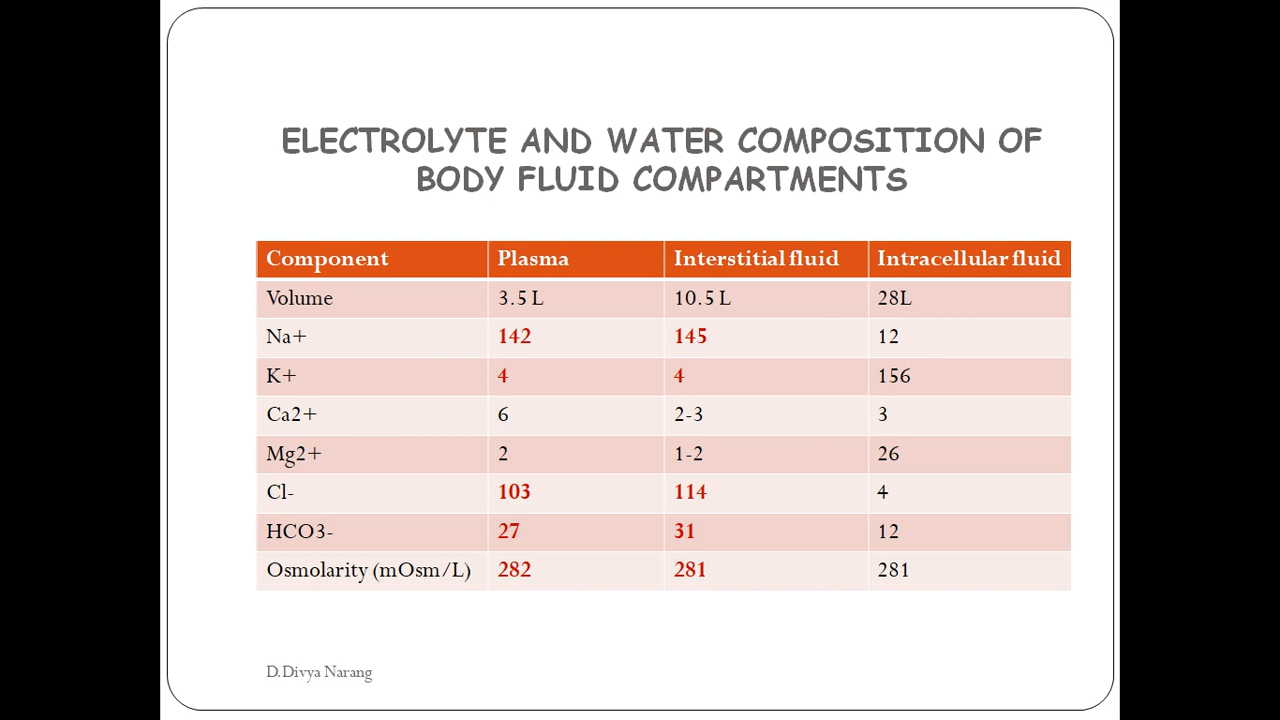 ELECTROLYTE AND WATER COMPOSITION OF
BODY FLUID COMPARTMENTS
Component Plasma Interstitial fluid Intracellular fluid
Volume 3.5 L 10.5 L 28L
Na+ 142 145 12
K+ 4 4 156
Ca2+ 6 2-3 3
Mg2+ 2 1-2 26
Cl- 103 114 4
HCO3- 27 31 12
Osmolarity (mOsm/L) 282 281 281
D.Divya Narang